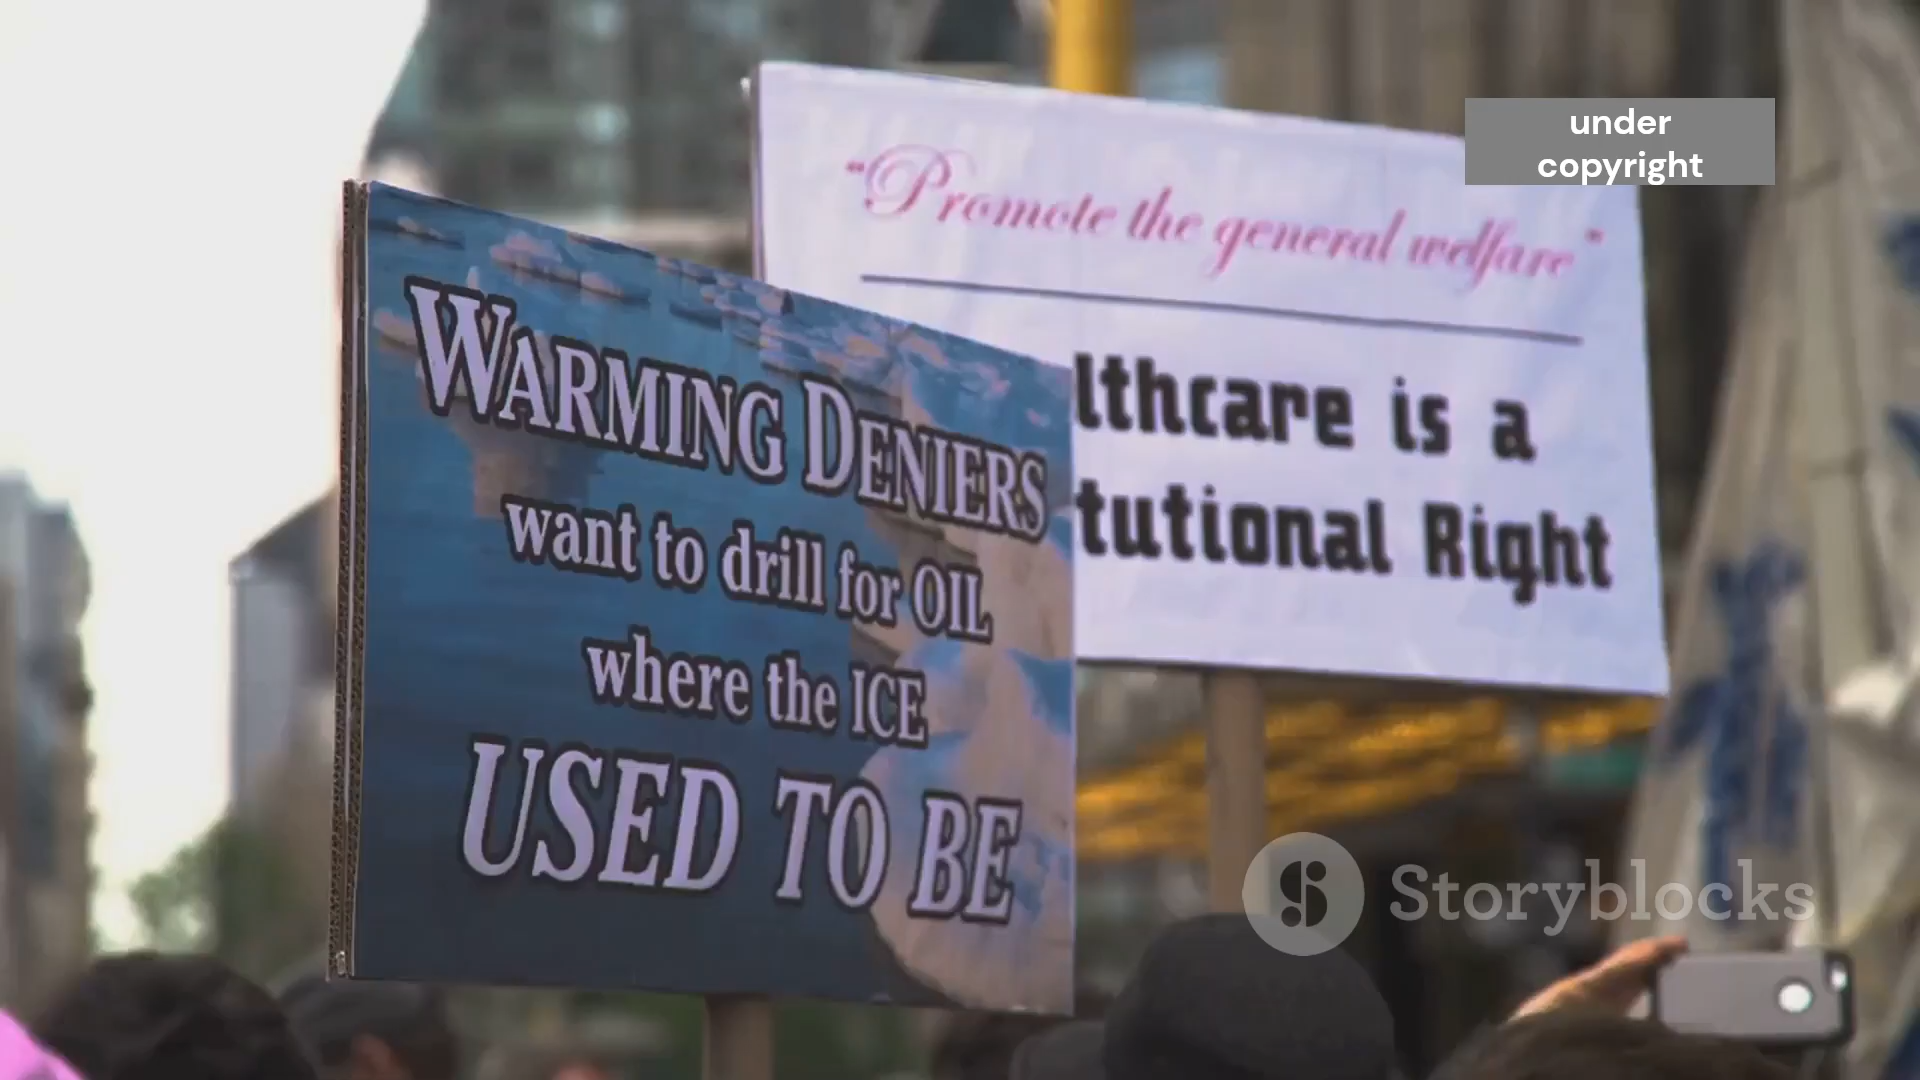 under
copyright
"Promote the general welfare"
lthcare is a
tutional Right
WARMING DENIERS
want to drill for OIL
where the ICE
USED TO BE
Storyblocks